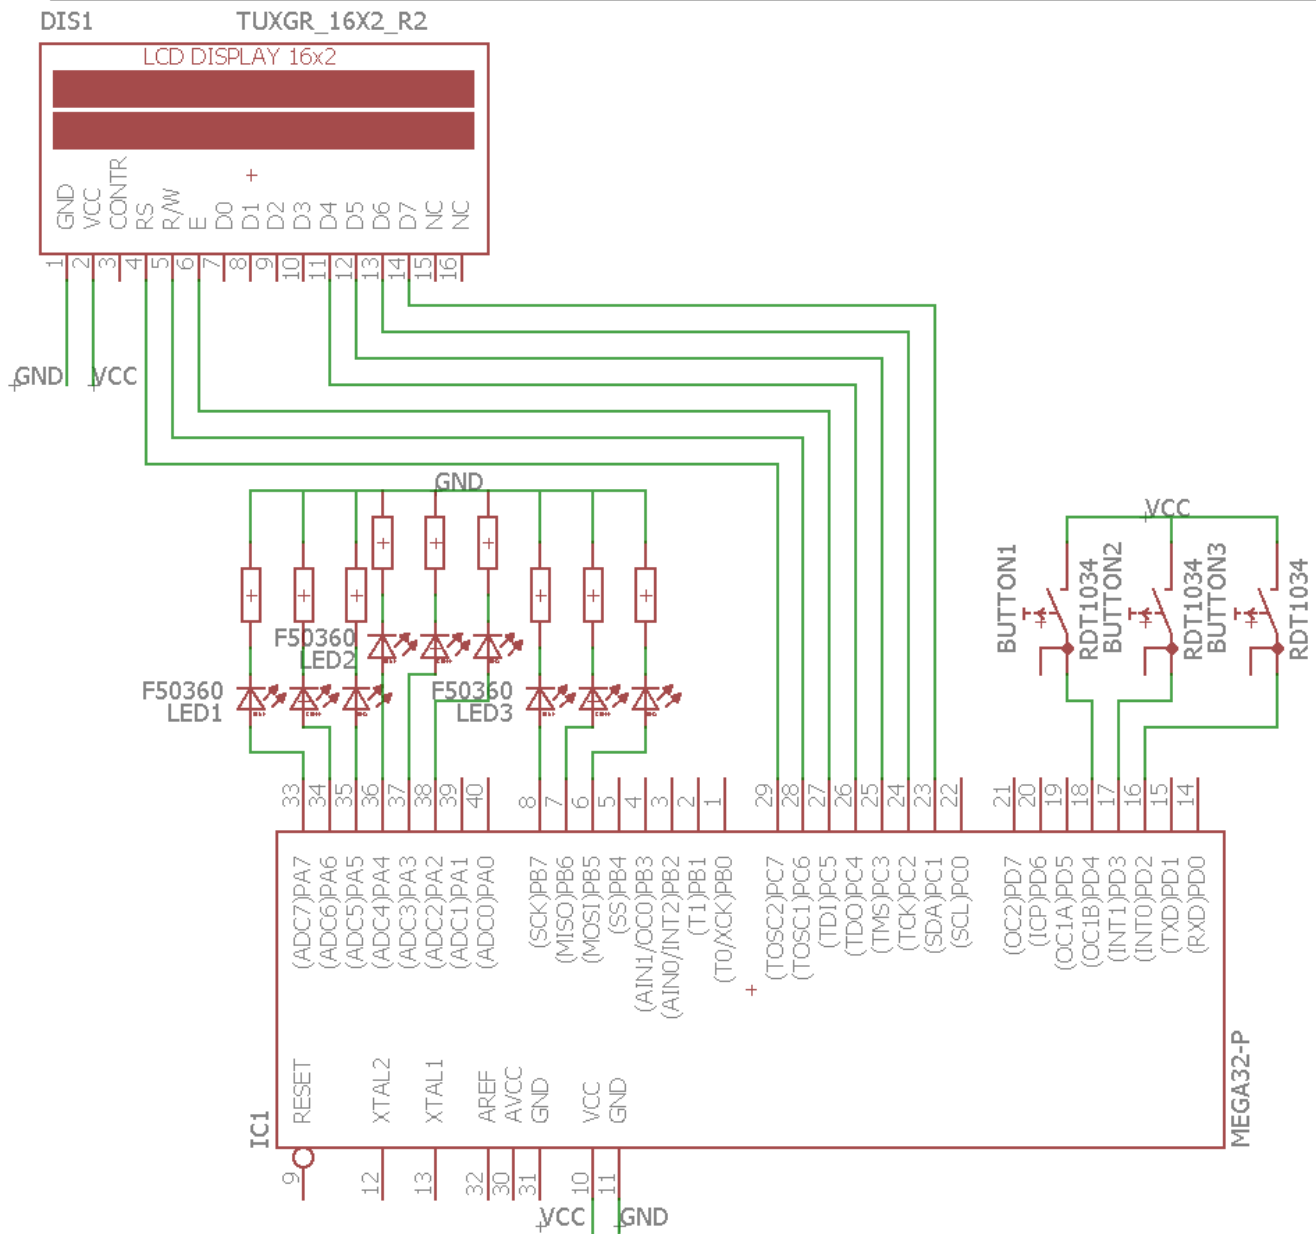 DIS1
TUXGR_16X2_R2
LCD DISPLAY 16x2
GND
VCC
CONTR
RS
R/W
E
D0
D1
D2
D3
D4
D5
D6
D7
NC
NC
1
2
3
4
5
6
7
8
9
10
11
12
13
14
15
16
GND
VCC
GND
VCC
BUTTON1
RDT1034
BUTTON2
RDT1034
BUTTON3
RDT1034
F50360
LED2
F50360
LED1
F50360
LED3
33
34
35
36
37
38
39
40
8
7
6
5
4
3
2
1
29
28
27
26
25
24
23
22
21
20
19
18
17
16
15
14
(ADC7)PA7
(ADC6)PA6
(ADC5)PA5
(ADC4)PA4
(ADC3)PA3
(ADC2)PA2
(ADC1)PA1
(ADC0)PA0
(SCK)PB7
(MISO)PB6
(MOSI)PB5
(SS)PB4
(AIN1/OC0)PB3
(AIN0/INT2)PB2
(T1)PB1
(T0/XCK)PB0
(TOSC2)PC7
(TOSC1)PC6
(TDI)PC5
(TDO)PC4
(TMS)PC3
(TCK)PC2
(SDA)PC1
(SCL)PC0
(OC2)PD7
(ICP)PD6
(OC1A)PD5
(OC1B)PD4
(INT1)PD3
(INT0)PD2
(TXD)PD1
(RXD)PD0
IC1
RESET
XTAL2
XTAL1
AREF
AVCC
GND
VCC
GND
MEGA32-P
9
12
13
32
30
31
10
11
VCC
GND